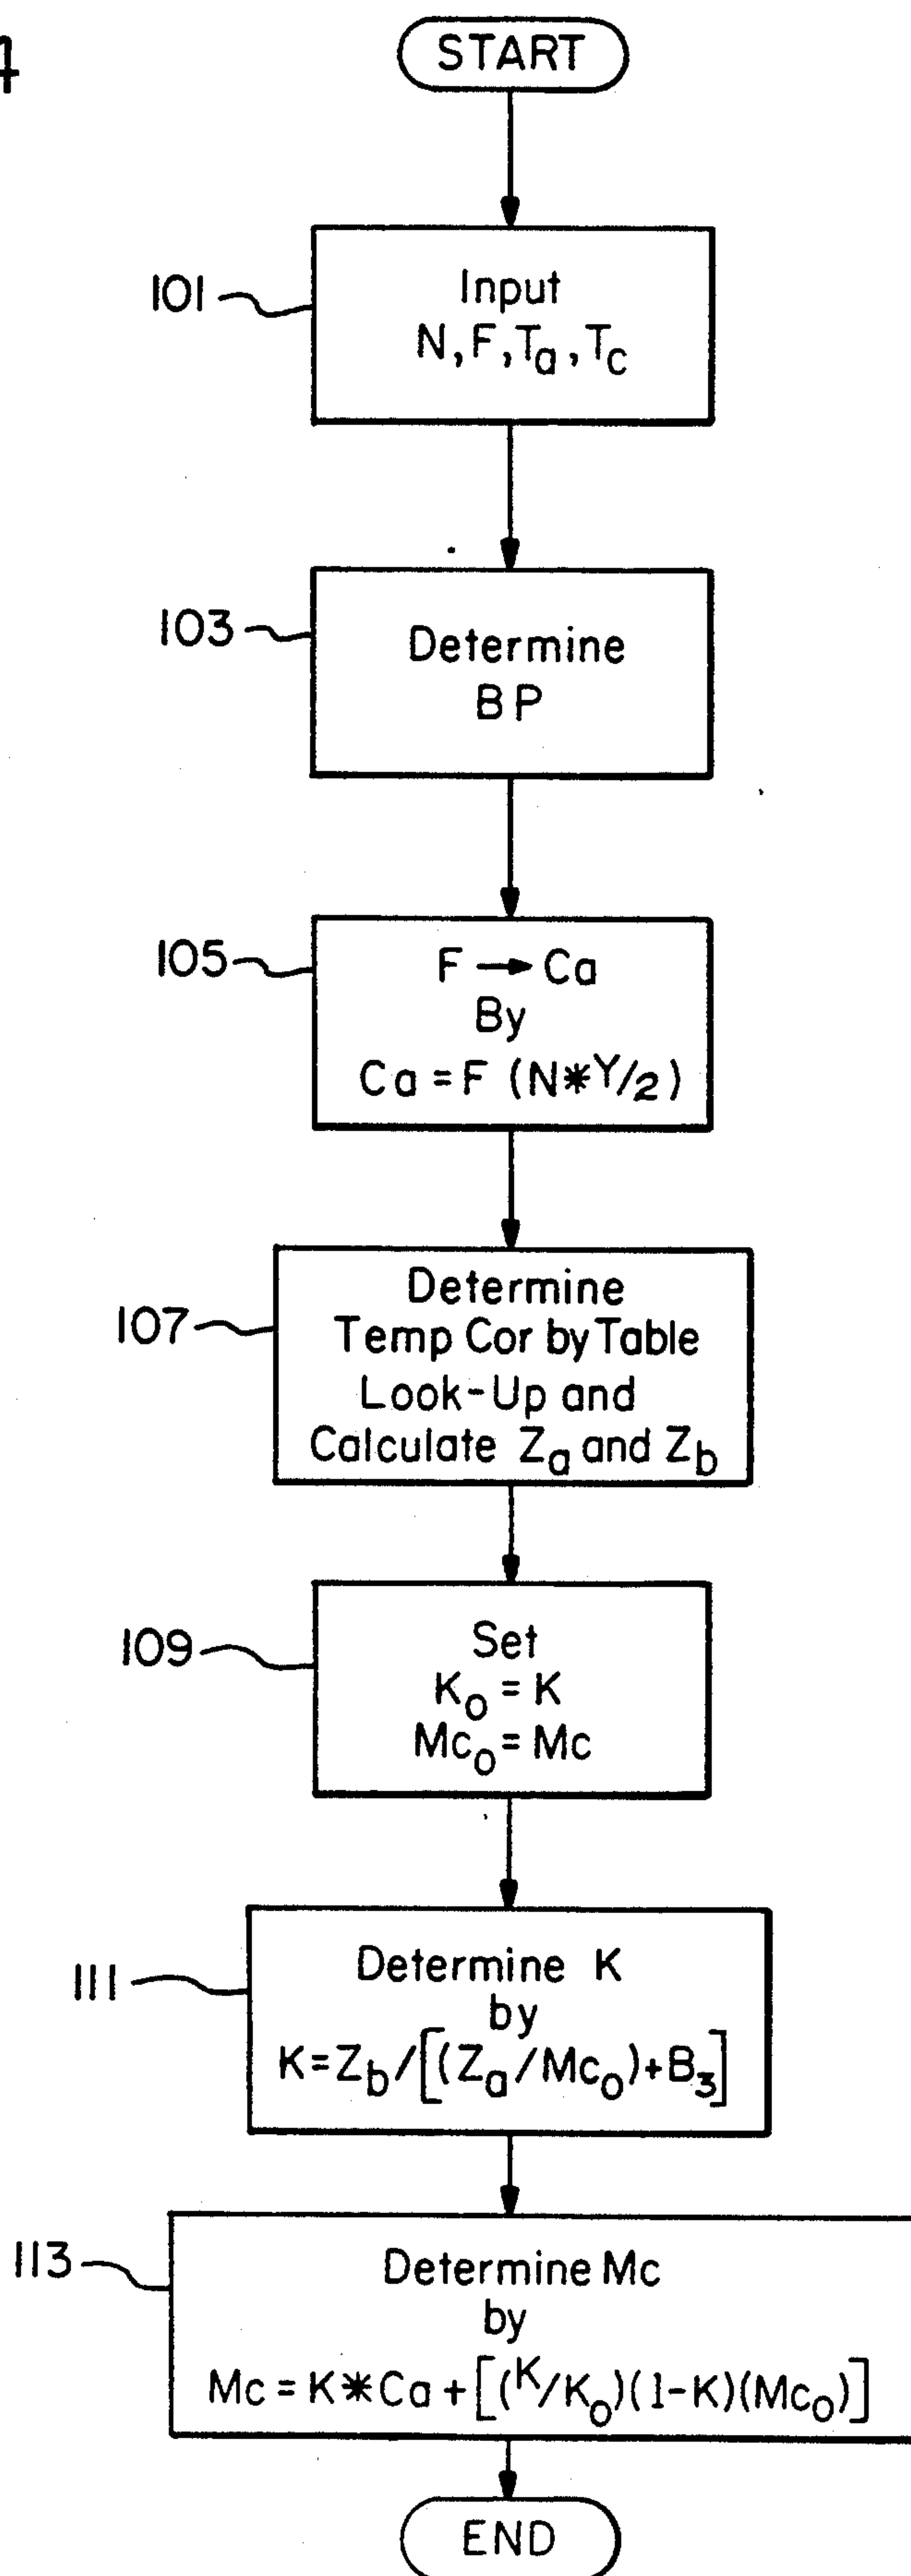 4
START
101
Input
N, F, Ta, Tc
103
Determine
BP
105
F → Ca
By
Ca = F (N*Y/2)
107
Determine
Temp Cor by Table
Look-Up and
Calculate Za and Zb
109
Set
Ko = K
Mco = Mc
111
Determine K
by
K=Zb/[(Za/Mco)+B3]
113
Determine Mc
by
Mc = K*Ca+[(K/Ko)(1-K)(Mco)]
END